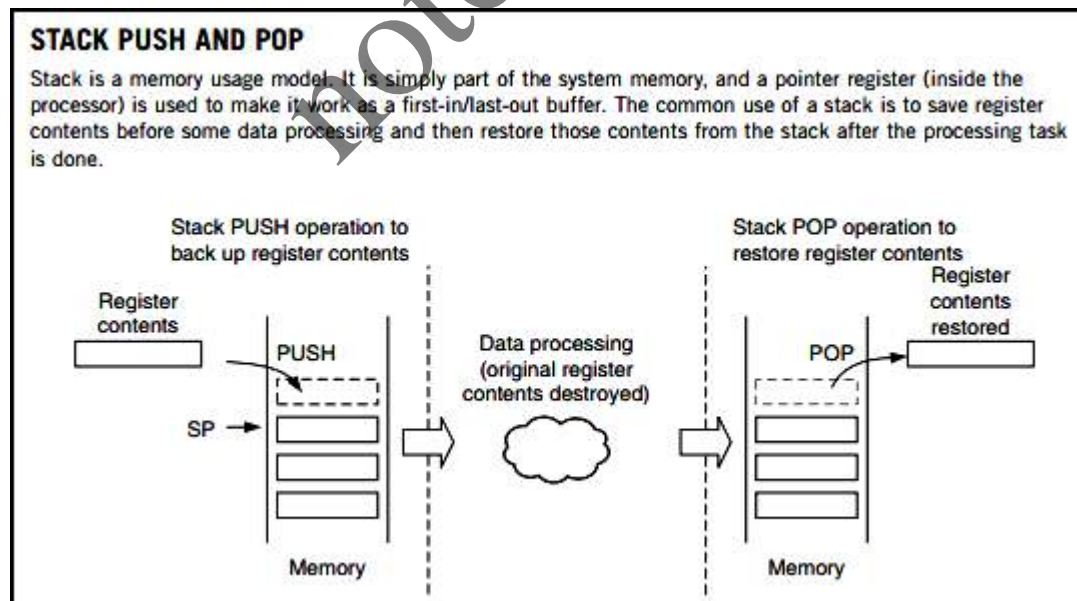 STACK PUSH AND POP
Stack is a memory usage model. It is simply part of the system memory, and a pointer register (inside the
processor) is used to make it work as a first-in/last-out buffer. The common use of a stack is to save register
contents before some data processing and then restore those contents from the stack after the processing task
is done.
Stack PUSH operation to
back up register contents
Stack POP operation to
restore register contents
Register
contents
PUSH
SP
Memory
Data processing
(original register
contents destroyed)
POP
Register
contents
restored
Memory